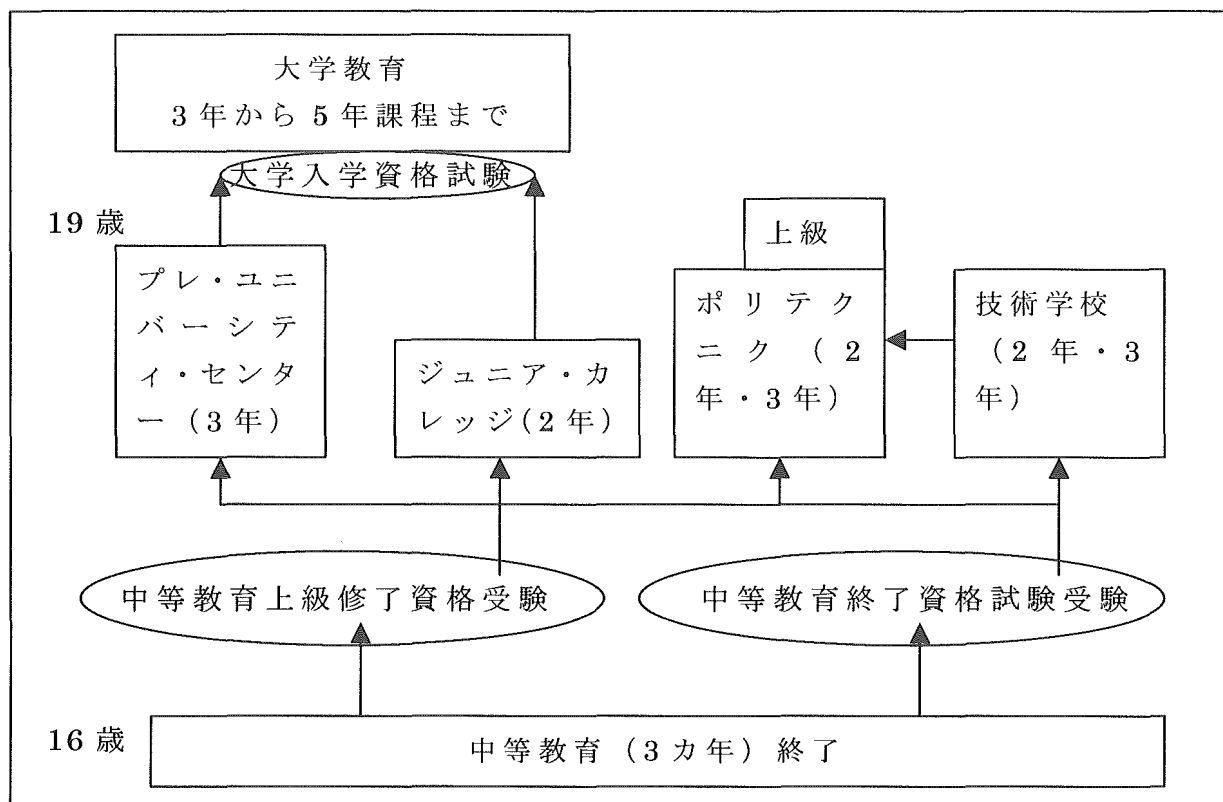 大学教育
3年から5年課程まで
大学入学資格試験
19歳
上級
プレ・ユニ
バーシテ
ィ・センタ
ー(3年)
ジュニア・カ
レッジ(2年)
ポリテク
ニク(2
年・3年)
技術学校
(2年・3
年)
中等教育上級修了資格受験
中等教育終了資格試験受験
16歳
中等教育(3カ年)終了